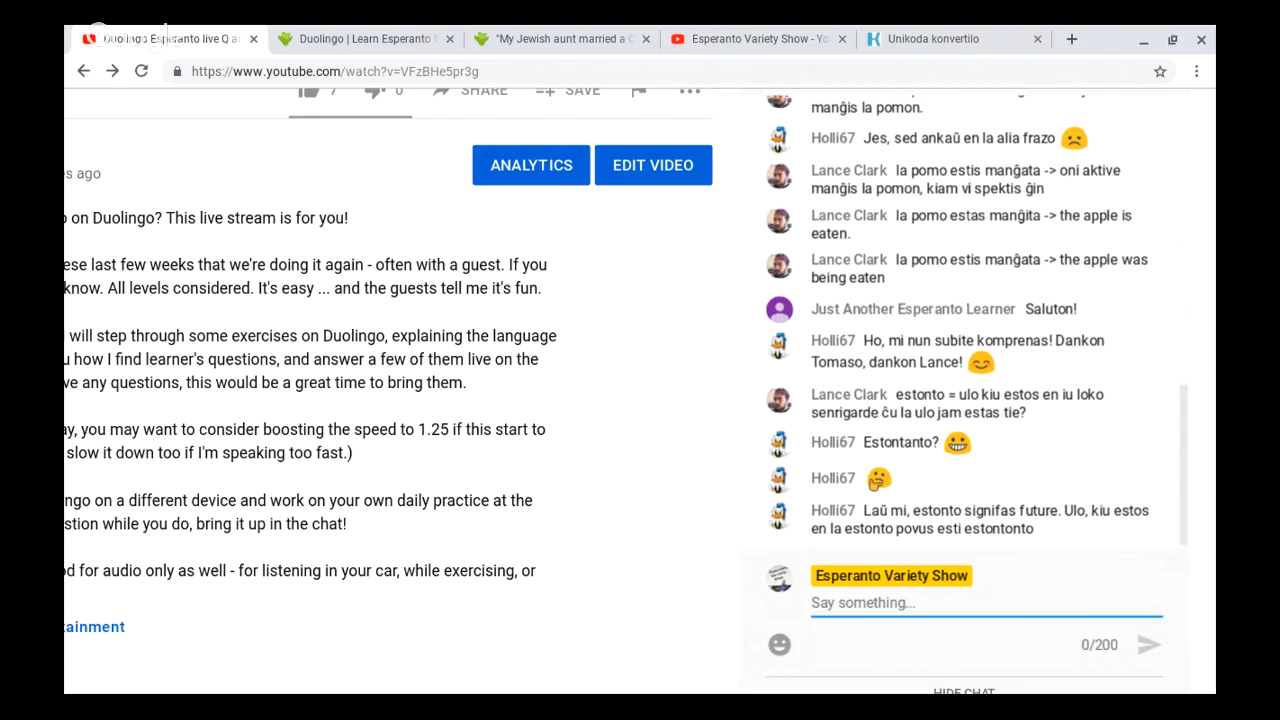 Google
Duolingo Esperanto live Q a
Duolingo | Learn Esperanto
"My Jewish aunt married a
Esperanto Variety Show - Yo
Unikoda konvertilo
https://www.youtube.com/watch?v=VFzBHe5pr3g
7
0
SHARE
SAVE
manĝis la pomon.
Holli67 Jes, sed ankaŭ en la alia frazo
ANALYTICS
EDIT VIDEO
es ago
Lance Clark la pomo estis manĝata -> oni aktive
manĝis la pomon, kiam vi spektis ĝin
o on Duolingo? This live stream is for you!
Lance Clark la pomo estas manĝita -> the apple is
eaten.
ese last few weeks that we're doing it again - often with a guest. If you
know. All levels considered. It's easy ... and the guests tell me it's fun.
Lance Clark la pomo estis manĝata -> the apple was
being eaten
Just Another Esperanto Learner Saluton!
will step through some exercises on Duolingo, explaining the language
u how I find learner's questions, and answer a few of them live on the
ve any questions, this would be a great time to bring them.
Holli67 Ho, mi nun subite komprenas! Dankon
Tomaso, dankon Lance!
Lance Clark estonto = ulo kiu estos en iu loko
senrigarde ĉu la ulo jam estas tie?
ay, you may want to consider boosting the speed to 1.25 if this start to
slow it down too if I'm speaking too fast.)
Holli67 Estontanto?
Holli67
ngo on a different device and work on your own daily practice at the
stion while you do, bring it up in the chat!
Holli67 Laŭ mi, estonto signifas future. Ulo, kiu estos
en la estonto povus esti estontonto
od for audio only as well - for listening in your car, while exercising, or
Esperanto Variety Show
Say something...
tainment
0/200
HIDE CHAT